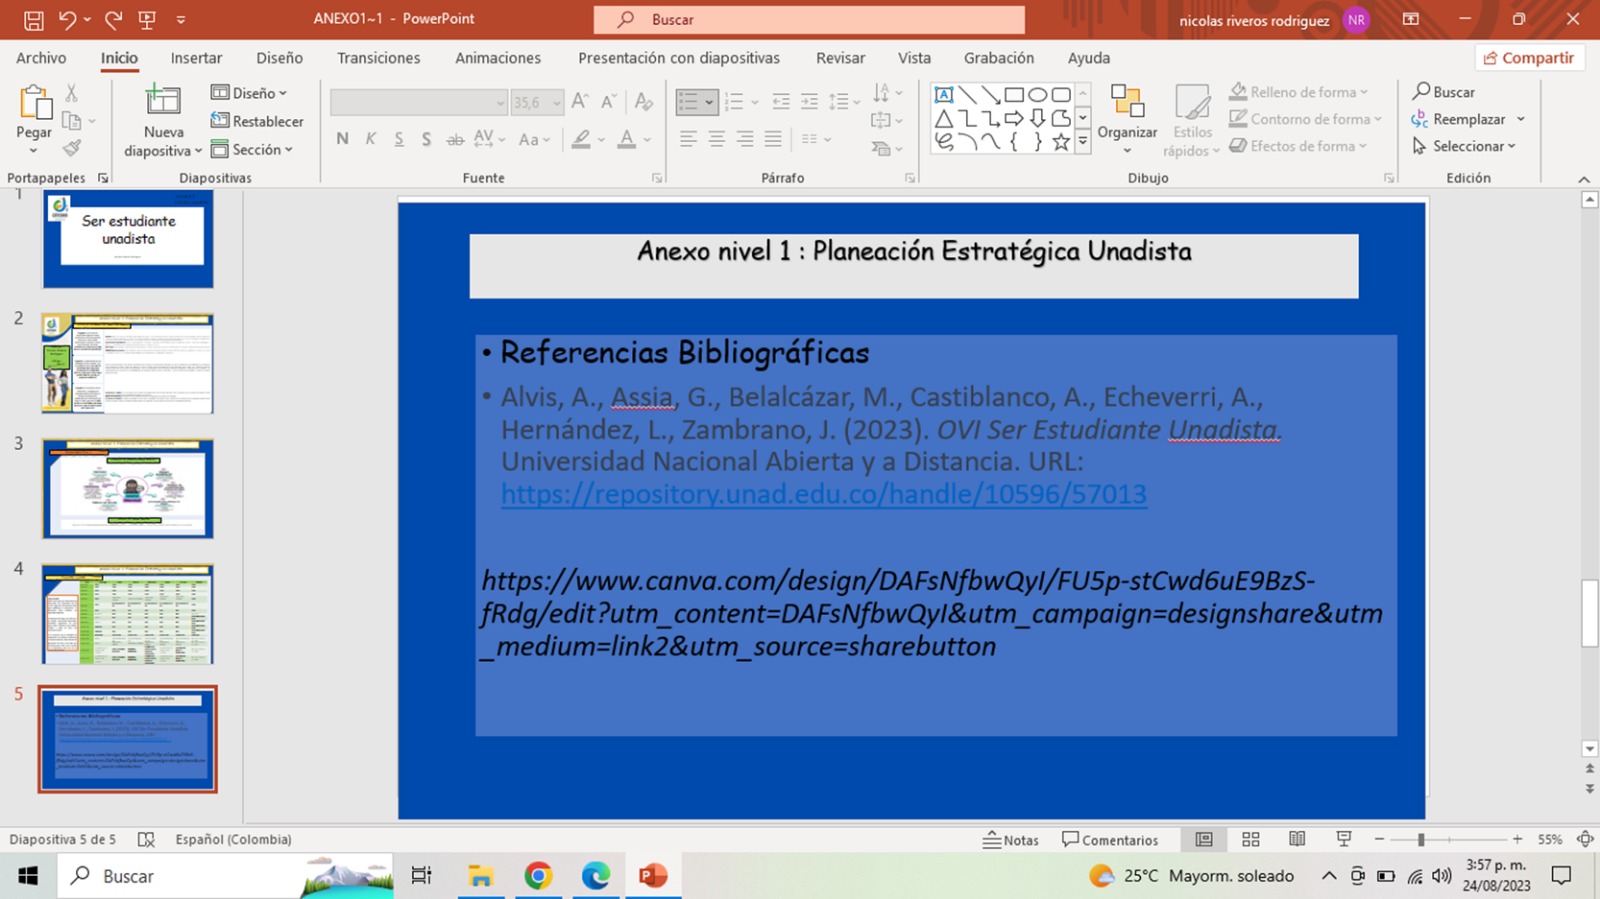 ANEXO1~1 - PowerPoint
Buscar
nicolas riveros rodriguez NR
Archivo Inicio Insertar Diseño Transiciones Animaciones Presentación con diapositivas Revisar Vista Grabación Ayuda Compartir
Pegar
Nueva diapositiva
Diseño
Restablecer
Sección
35,6
N K S S ab AV Aa A
Organizar
Estilos rápidos
Relleno de forma
Contorno de forma
Efectos de forma
Buscar
Reemplazar
Seleccionar
Portapapeles Diapositivas Fuente Párrafo Dibujo Edición
1
Ser estudiante
unadista
2
3
4
5
Anexo nivel 1 : Planeación Estratégica Unadista
• Referencias Bibliográficas
• Alvis, A., Assia, G., Belalcázar, M., Castiblanco, A., Echeverri, A.,
Hernández, L., Zambrano, J. (2023). OVI Ser Estudiante Unadista.
Universidad Nacional Abierta y a Distancia. URL:
https://repository.unad.edu.co/handle/10596/57013
https://www.canva.com/design/DAFsNfbwQyI/FU5p-stCwd6uE9BzS-
fRdg/edit?utm_content=DAFsNfbwQyI&utm_campaign=designshare&utm
_medium=link2&utm_source=sharebutton
Diapositiva 5 de 5 Español (Colombia) Notas Comentarios 55%
Buscar
25°C Mayorm. soleado
3:57 p. m.
24/08/2023